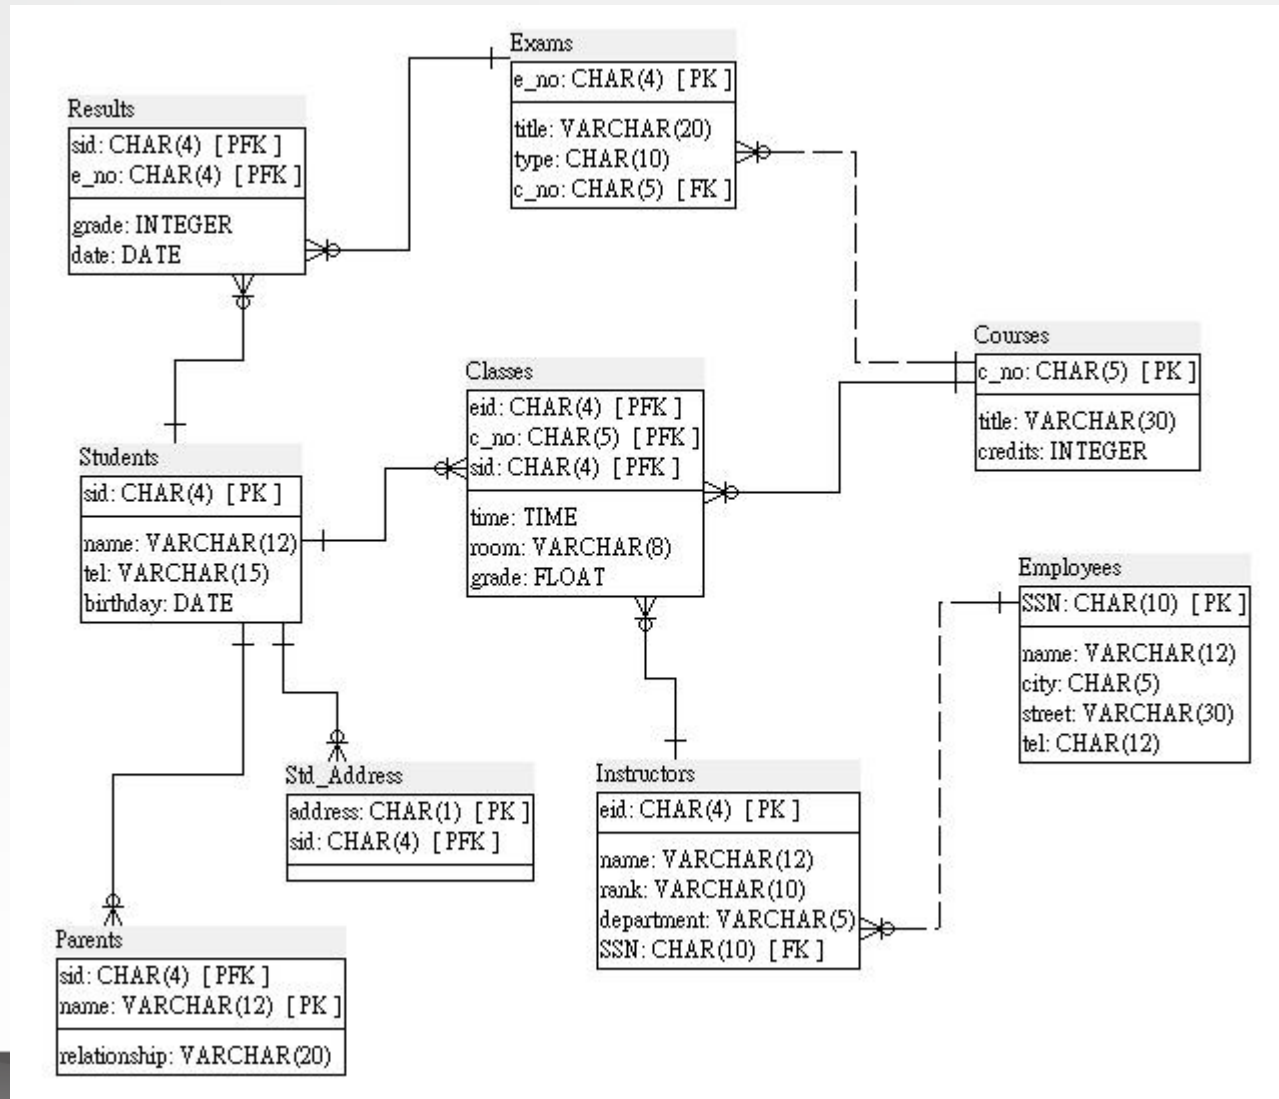 Exams
e_no: CHAR(4) [ PK ]
title: VARCHAR(20)
type: CHAR(10)
c_no: CHAR(5) [ FK ]
Results
sid: CHAR(4) [ PFK ]
e_no: CHAR(4) [ PFK ]
grade: INTEGER
date: DATE
Courses
c_no: CHAR(5) [ PK ]
title: VARCHAR(30)
credits: INTEGER
Classes
eid: CHAR(4) [ PFK ]
c_no: CHAR(5) [ PFK ]
sid: CHAR(4) [ PFK ]
time: TIME
room: VARCHAR(8)
grade: FLOAT
Students
sid: CHAR(4) [ PK ]
name: VARCHAR(12)
tel: VARCHAR(15)
birthday: DATE
Employees
SSN: CHAR(10) [ PK ]
name: VARCHAR(12)
city: CHAR(5)
street: VARCHAR(30)
tel: CHAR(12)
Std_Address
address: CHAR(1) [ PK ]
sid: CHAR(4) [ PFK ]
Instructors
eid: CHAR(4) [ PK ]
name: VARCHAR(12)
rank: VARCHAR(10)
department: VARCHAR(5)
SSN: CHAR(10) [ FK ]
Parents
sid: CHAR(4) [ PFK ]
name: VARCHAR(12) [ PK ]
relationship: VARCHAR(20)